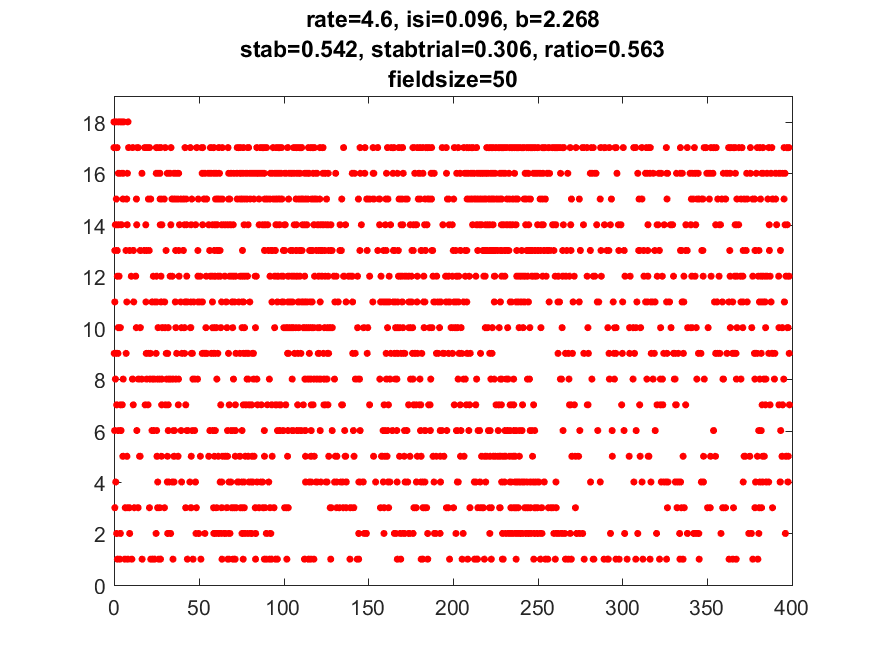 rate=4.6, isi=0.096, b=2.268
stab=0.542, stabtrial=0.306, ratio=0.563
fieldsize=50
18
16
14
12
10
8
6
4
2
0
0 50 100 150 200 250 300 350 400